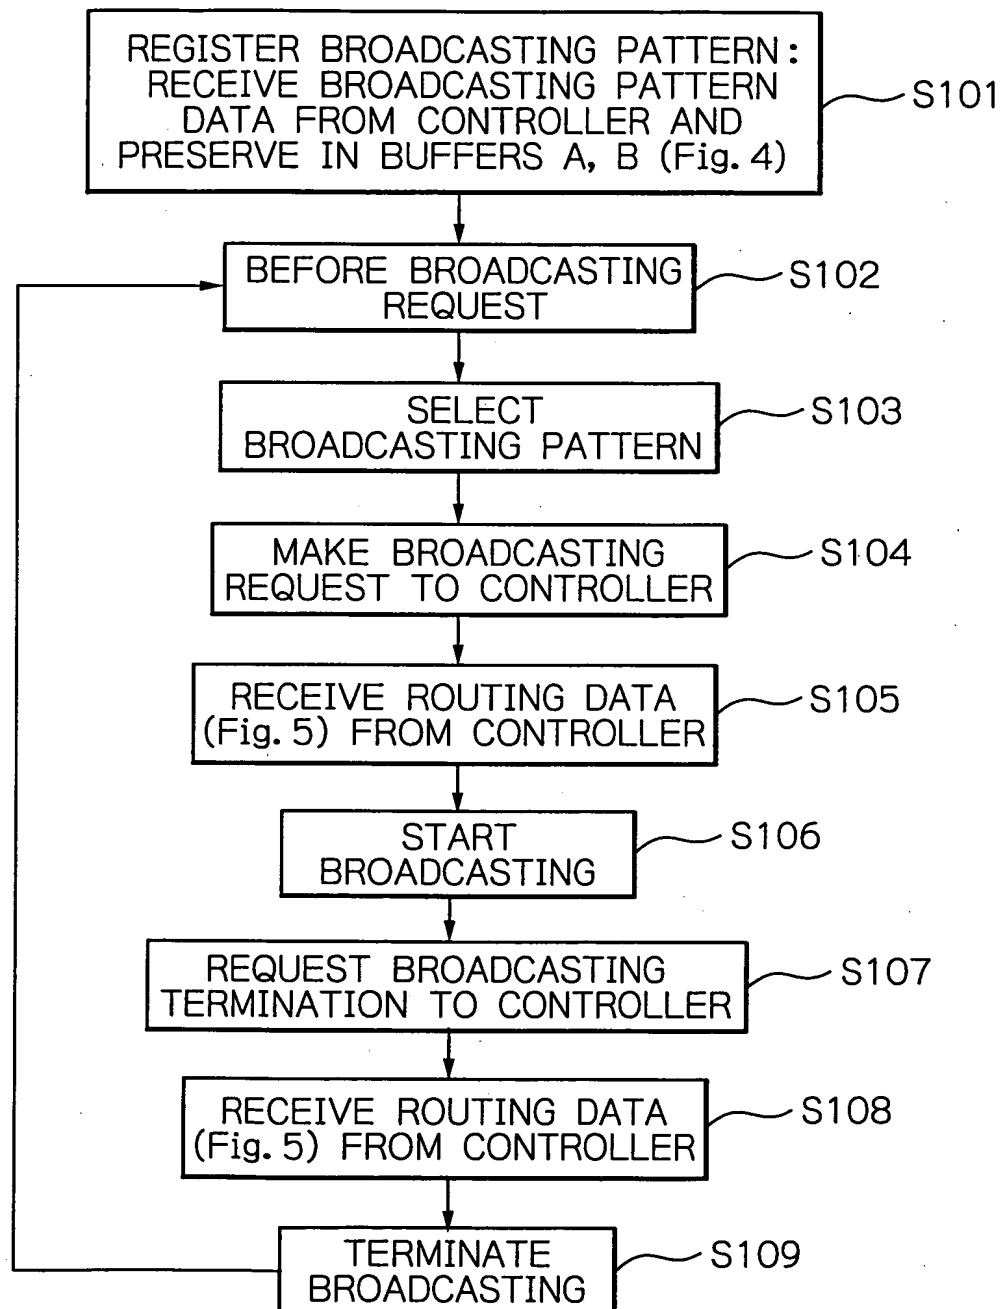 REGISTER BROADCASTING PATTERN:
RECEIVE BROADCASTING PATTERN
DATA FROM CONTROLLER AND
PRESERVE IN BUFFERS A, B (Fig. 4)
S101
BEFORE BROADCASTING
REQUEST
S102
SELECT
BROADCASTING PATTERN
S103
MAKE BROADCASTING
REQUEST TO CONTROLLER
S104
RECEIVE ROUTING DATA
(Fig. 5) FROM CONTROLLER
S105
START
BROADCASTING
S106
REQUEST BROADCASTING
TERMINATION TO CONTROLLER
S107
RECEIVE ROUTING DATA
(Fig. 5) FROM CONTROLLER
S108
TERMINATE
BROADCASTING
S109